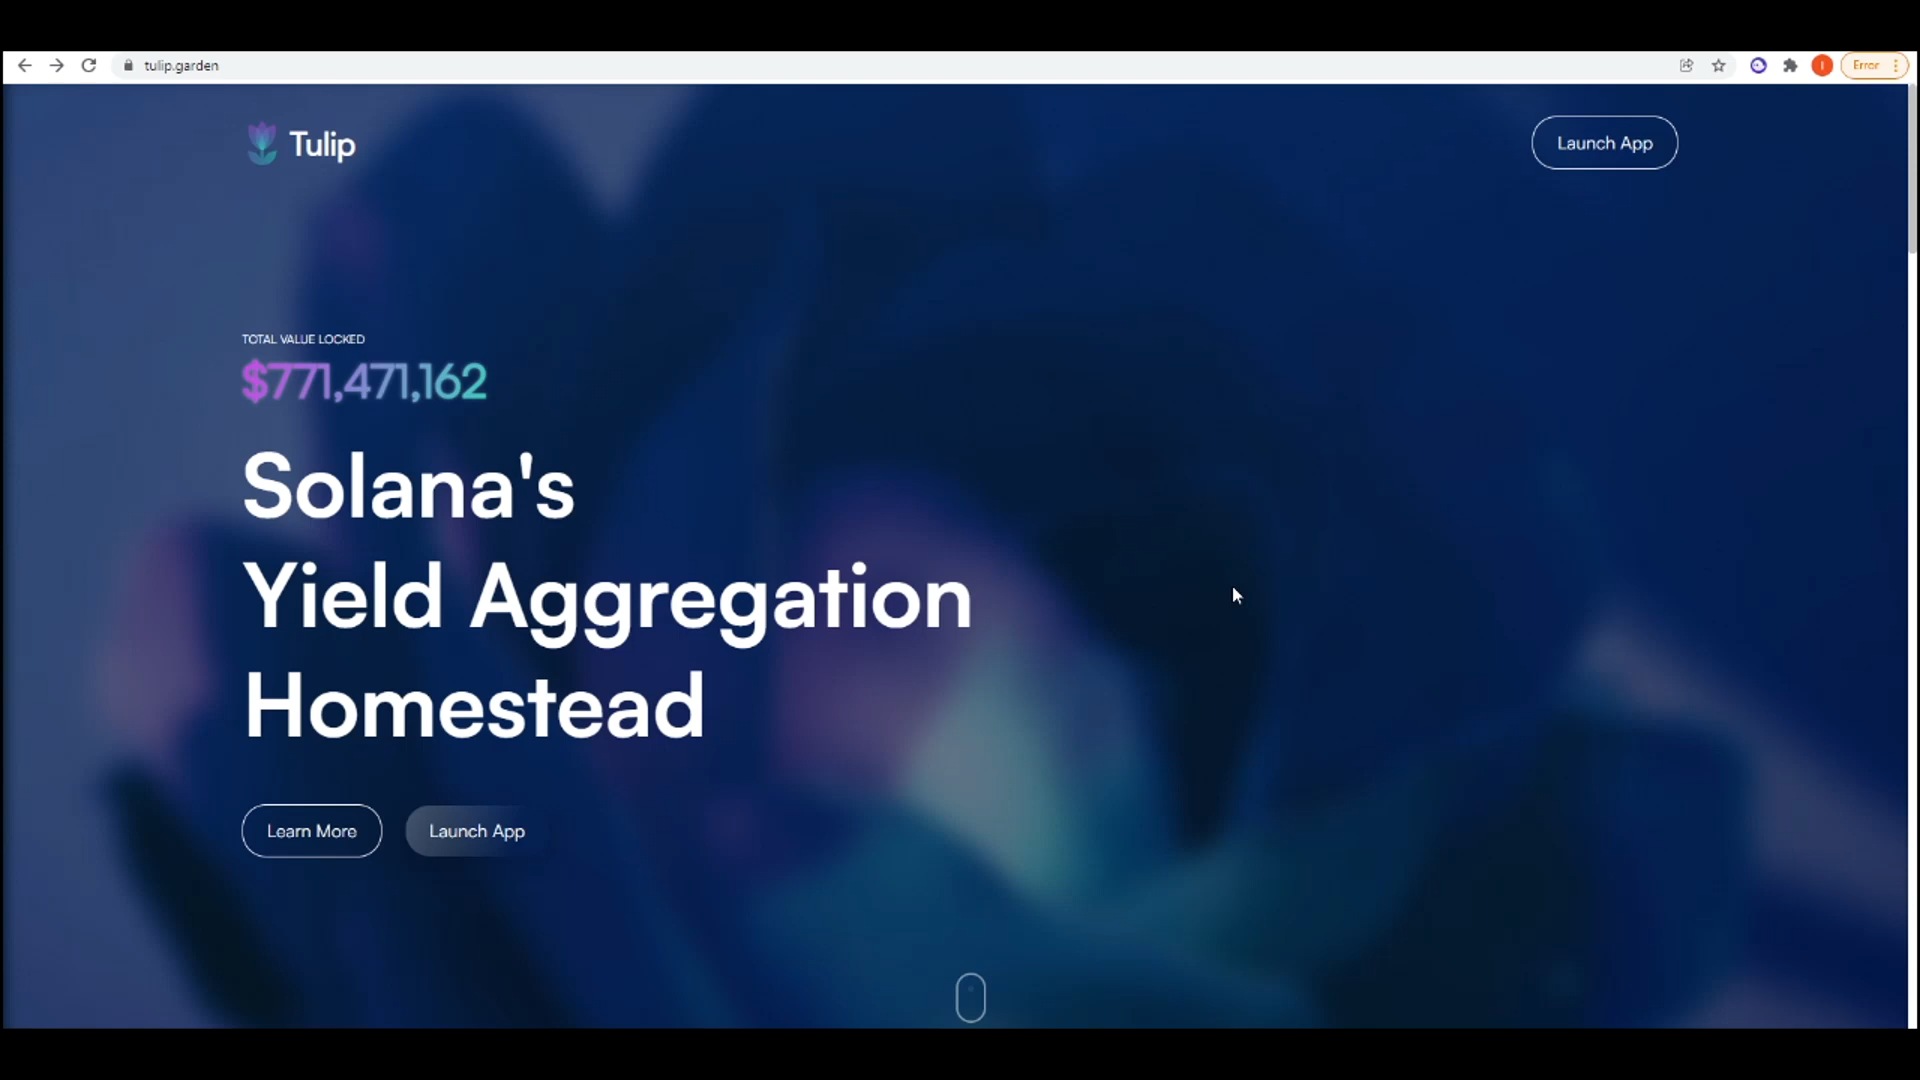 tulip.garden
I
Error
Tulip
Launch App
TOTAL VALUE LOCKED
$771,471,162
Solana's
Yield Aggregation
Homestead
Learn More
Launch App